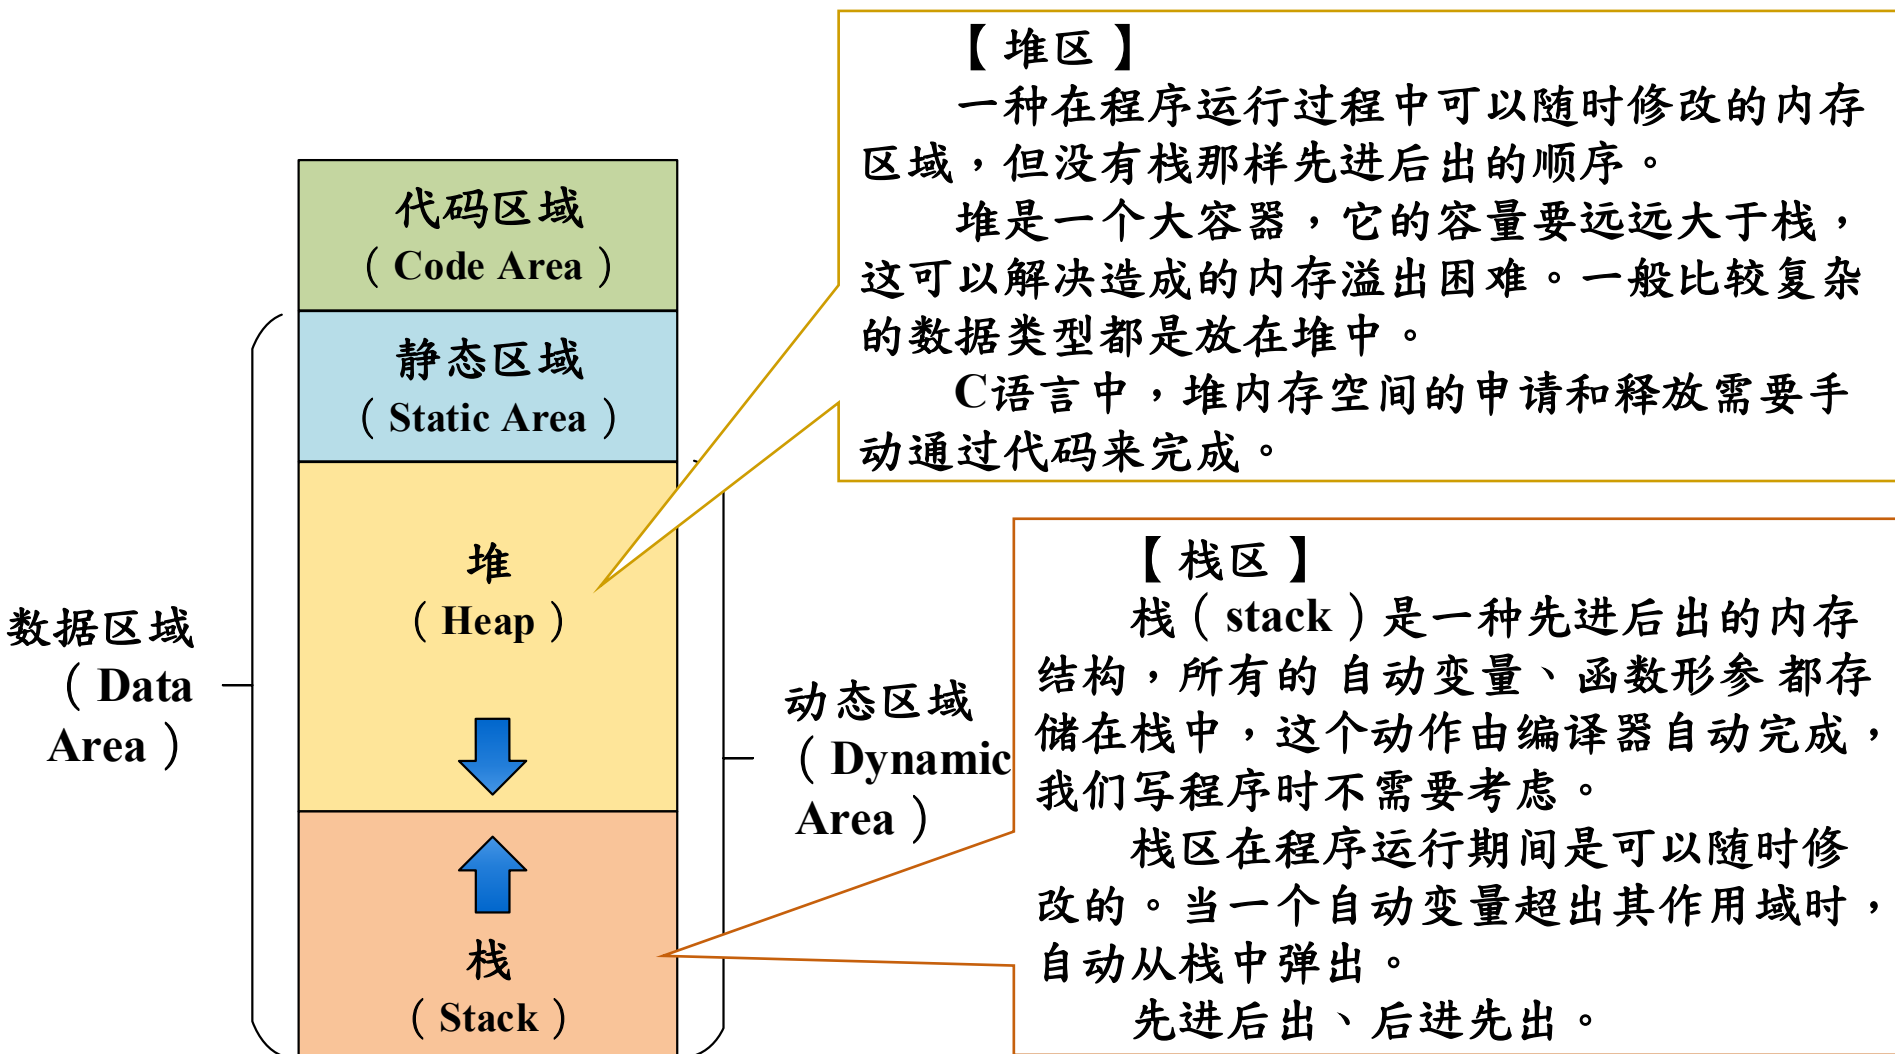 【堆区】
一种在程序运行过程中可以随时修改的内存
区域，但没有栈那样先进后出的顺序。
堆是一个大容器，它的容量要远远大于栈，
这可以解决造成的内存溢出困难。一般比较复杂
的数据类型都是放在堆中。
C语言中，堆内存空间的申请和释放需要手
动通过代码来完成。
代码区域
（Code Area）
静态区域
（Static Area）
堆
（Heap）
栈
（Stack）
数据区域
（Data
Area）
动态区域
（Dynamic
Area）
【栈区】
栈（stack）是一种先进后出的内存
结构，所有的 自动变量、函数形参 都存
储在栈中，这个动作由编译器自动完成，
我们写程序时不需要考虑。
栈区在程序运行期间是可以随时修
改的。当一个自动变量超出其作用域时，
自动从栈中弹出。
先进后出、后进先出。